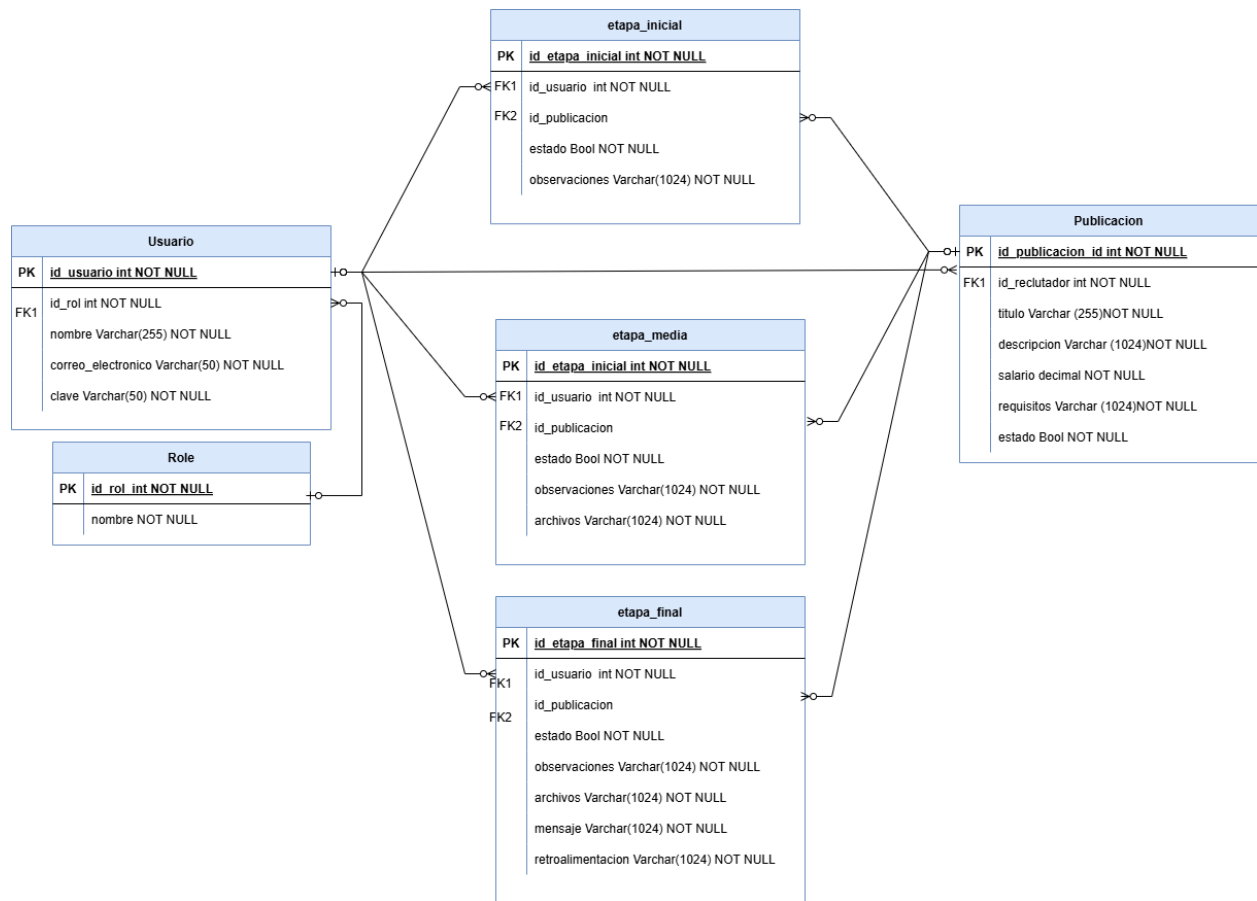 etapa_inicial
PK id_etapa_inicial int NOT NULL
FK1 id_usuario int NOT NULL
FK2 id_publicacion
estado Bool NOT NULL
observaciones Varchar(1024) NOT NULL
Usuario
PK id_usuario int NOT NULL
FK1 id_rol int NOT NULL
nombre Varchar(255) NOT NULL
correo_electronico Varchar(50) NOT NULL
clave Varchar(50) NOT NULL
Role
PK id_rol_int NOT NULL
nombre NOT NULL
etapa_media
PK id_etapa_inicial int NOT NULL
FK1 id_usuario int NOT NULL
FK2 id_publicacion
estado Bool NOT NULL
observaciones Varchar(1024) NOT NULL
archivos Varchar(1024) NOT NULL
etapa_final
PK id_etapa_final int NOT NULL
FK1 id_usuario int NOT NULL
FK2 id_publicacion
estado Bool NOT NULL
observaciones Varchar(1024) NOT NULL
archivos Varchar(1024) NOT NULL
mensaje Varchar(1024) NOT NULL
retroalimentacion Varchar(1024) NOT NULL
Publicacion
PK id_publicacion_id int NOT NULL
FK1 id_reclutador int NOT NULL
titulo Varchar (255)NOT NULL
descripcion Varchar (1024)NOT NULL
salario decimal NOT NULL
requisitos Varchar (1024)NOT NULL
estado Bool NOT NULL